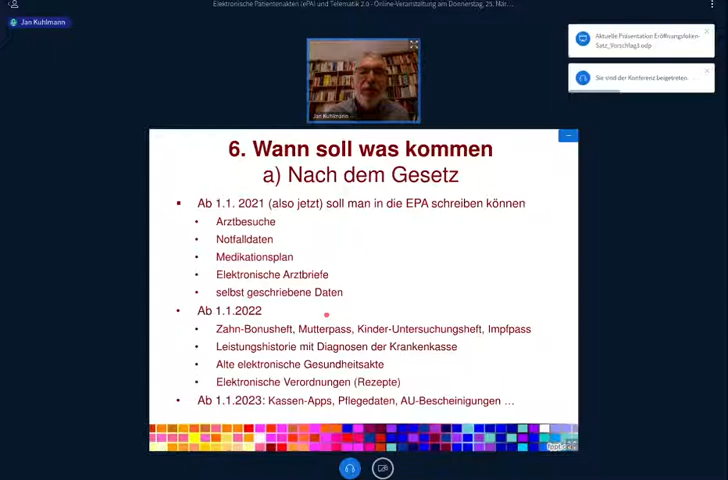 Elektronische Patientenakten (ePA) und Telematik 2.0 - Online-Veranstaltung am Donnerstag, 25. Mär...
Jan Kuhlmann
Aktuelle Präsentation Eröffnungsfolien-
Satz_Vorschlag3.odp
Sie sind der Konferenz beigetreten.
Jan Kuhlmann
6. Wann soll was kommen
a) Nach dem Gesetz
Ab 1.1. 2021 (also jetzt) soll man in die EPA schreiben können
Arztbesuche
Notfalldaten
Medikationsplan
Elektronische Arztbriefe
selbst geschriebene Daten
Ab 1.1.2022
Zahn-Bonusheft, Mutterpass, Kinder-Untersuchungsheft, Impfpass
Leistungshistorie mit Diagnosen der Krankenkasse
Alte elektronische Gesundheitsakte
Elektronische Verordnungen (Rezepte)
Ab 1.1.2023: Kassen-Apps, Pflegedaten, AU-Bescheinigungen …